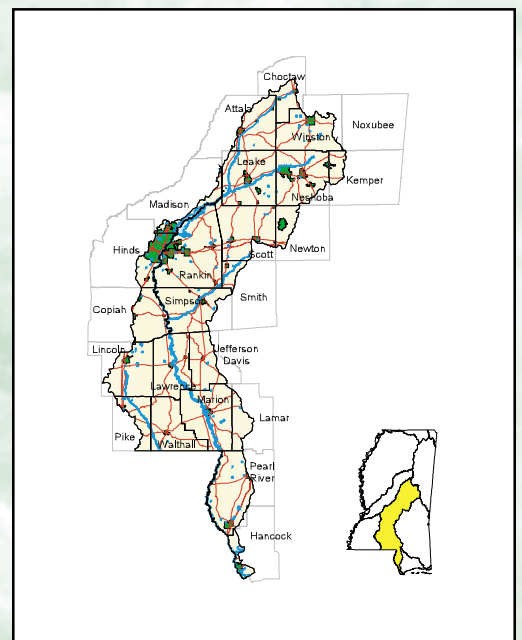 Choctaw
Attala
Noxubee
Winston
Leake
Kemper
Neshoba
Madison
Hinds
Newton
Scott
Rankin
Simpson
Smith
Copiah
Lincoln
Jefferson
Davis
Lawrence
Marion
Lamar
Pike
Walthall
Pearl
River
Hancock